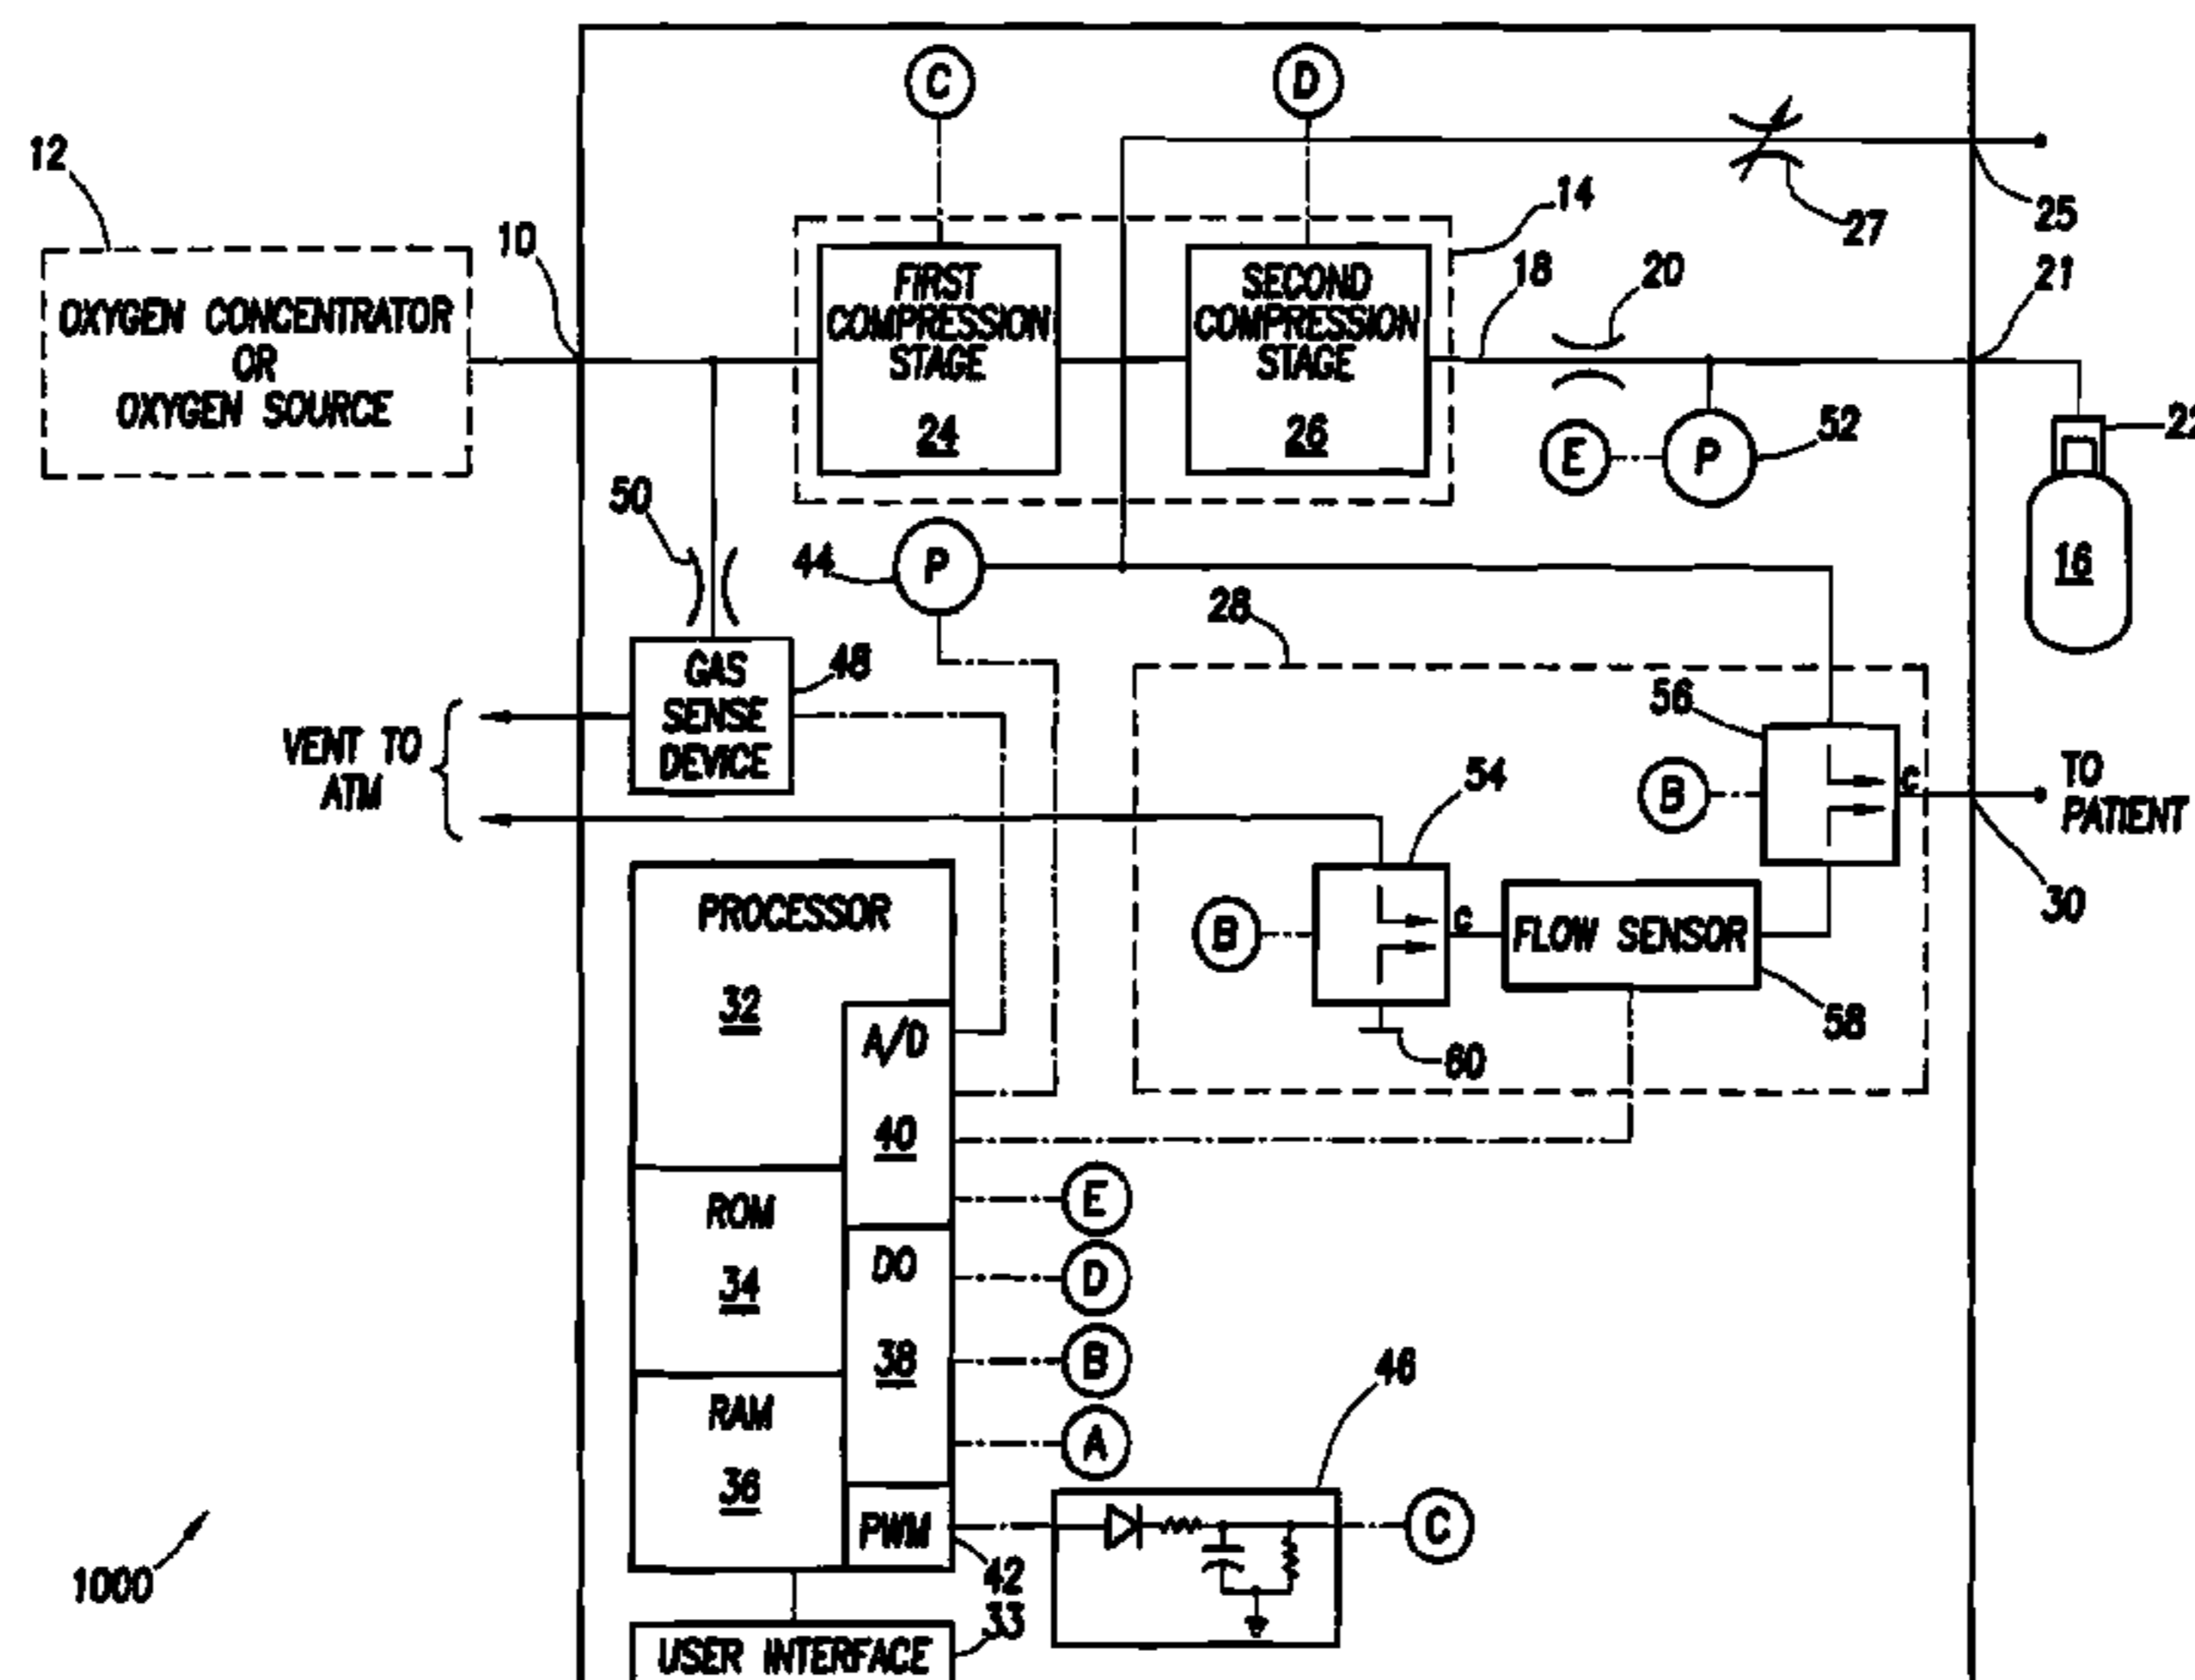 C
D
12
14
10
25
27
OXYGEN CONCENTRATOR
OR
OXYGEN SOURCE
FIRST
COMPRESSION
STAGE
24
SECOND
COMPRESSION
STAGE
26
18
20
21
E
P
52
22
16
50
44
P
28
GAS
SENSE
DEVICE
48
VENT TO
ATM
56
B
C
TO
PATIENT
30
54
B
C
FLOW SENSOR
58
60
PROCESSOR
32
A/D
40
E
ROM
34
DO
38
D
B
A
RAM
36
PWM
42
46
C
1000
33
USER INTERFACE